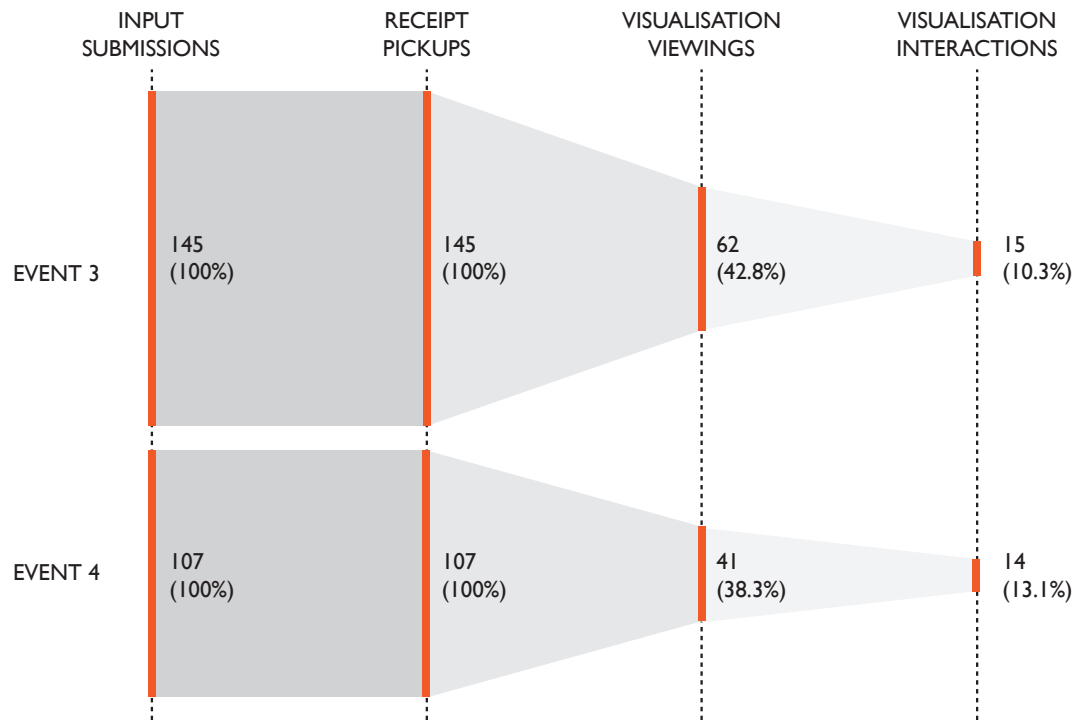 INPUT
SUBMISSIONS
RECEIPT
PICKUPS
VISUALISATION
VIEWINGS
VISUALISATION
INTERACTIONS
EVENT 3
145
(100%)
145
(100%)
62
(42.8%)
15
(10.3%)
EVENT 4
107
(100%)
107
(100%)
41
(38.3%)
14
(13.1%)